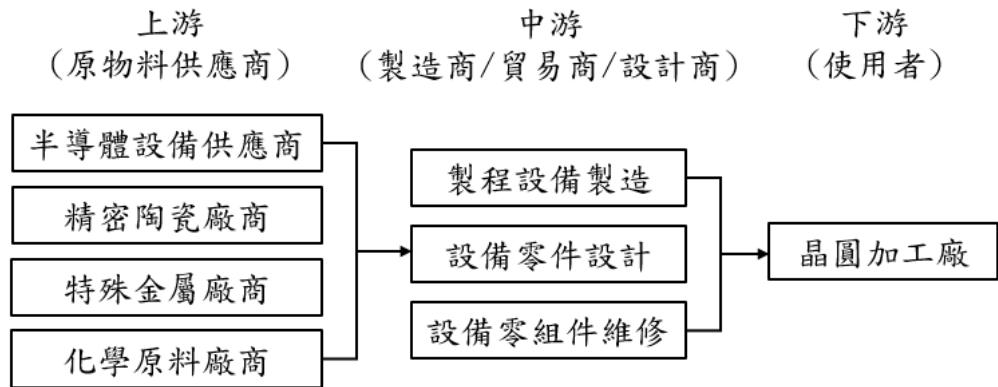 上游
(原物料供應商)
半導體設備供應商
精密陶瓷廠商
特殊金屬廠商
化學原料廠商
中游
(製造商/貿易商/設計商)
製程設備製造
設備零件設計
設備零組件維修
下游
(使用者)
晶圓加工廠